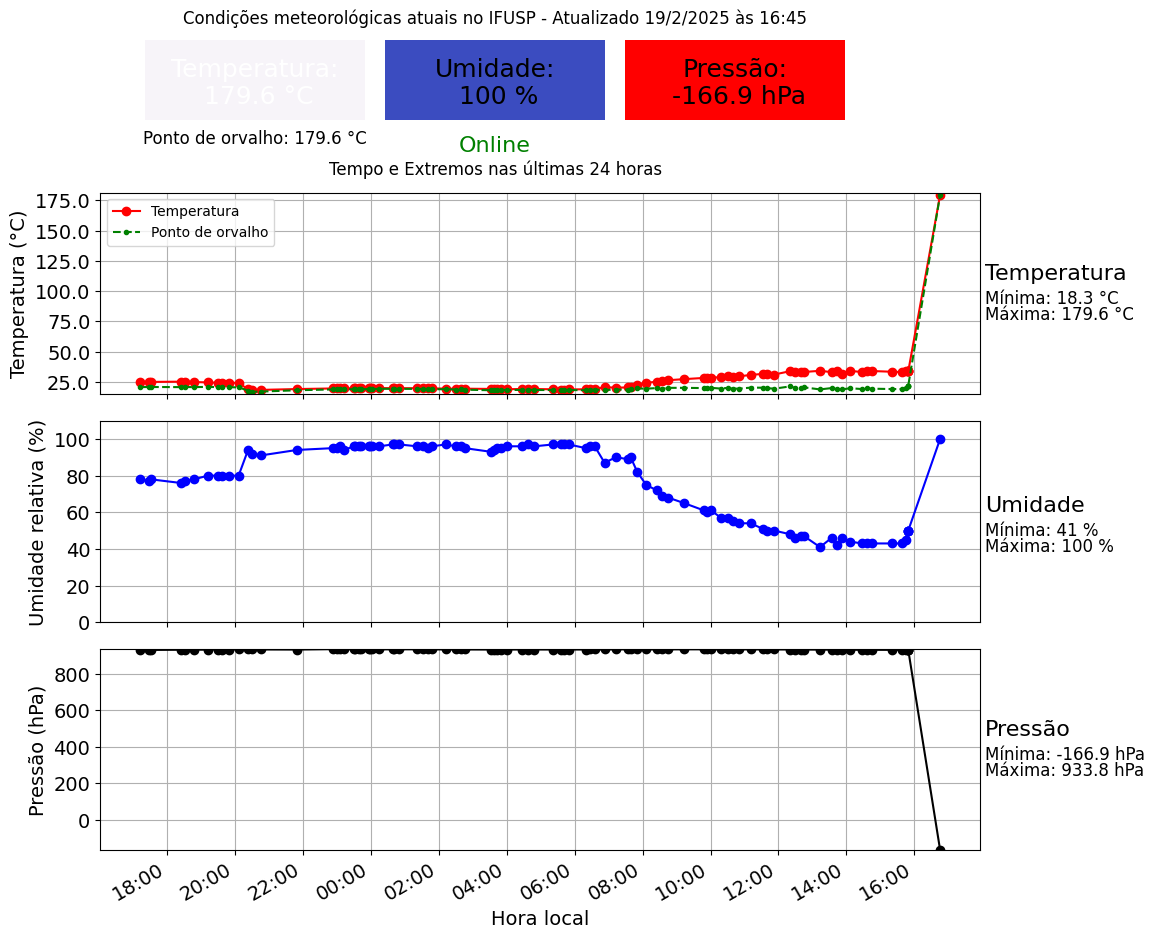 Condições meteorológicas atuais no IFUSP - Atualizado 19/2/2025 às 16:45
Temperatura:
179.6 °C
Umidade:
100 %
Pressão:
-166.9 hPa
Ponto de orvalho: 179.6 °C
Online
Tempo e Extremos nas últimas 24 horas
Temperatura (°C)
175.0
150.0
125.0
100.0
75.0
50.0
25.0
Temperatura
Ponto de orvalho
Temperatura
Mínima: 18.3 °C
Máxima: 179.6 °C
Umidade relativa (%)
100
80
60
40
20
0
Umidade
Mínima: 41 %
Máxima: 100 %
Pressão (hPa)
800
600
400
200
0
Pressão
Mínima: -166.9 hPa
Máxima: 933.8 hPa
18:00
20:00
22:00
00:00
02:00
04:00
06:00
08:00
10:00
12:00
14:00
16:00
Hora local